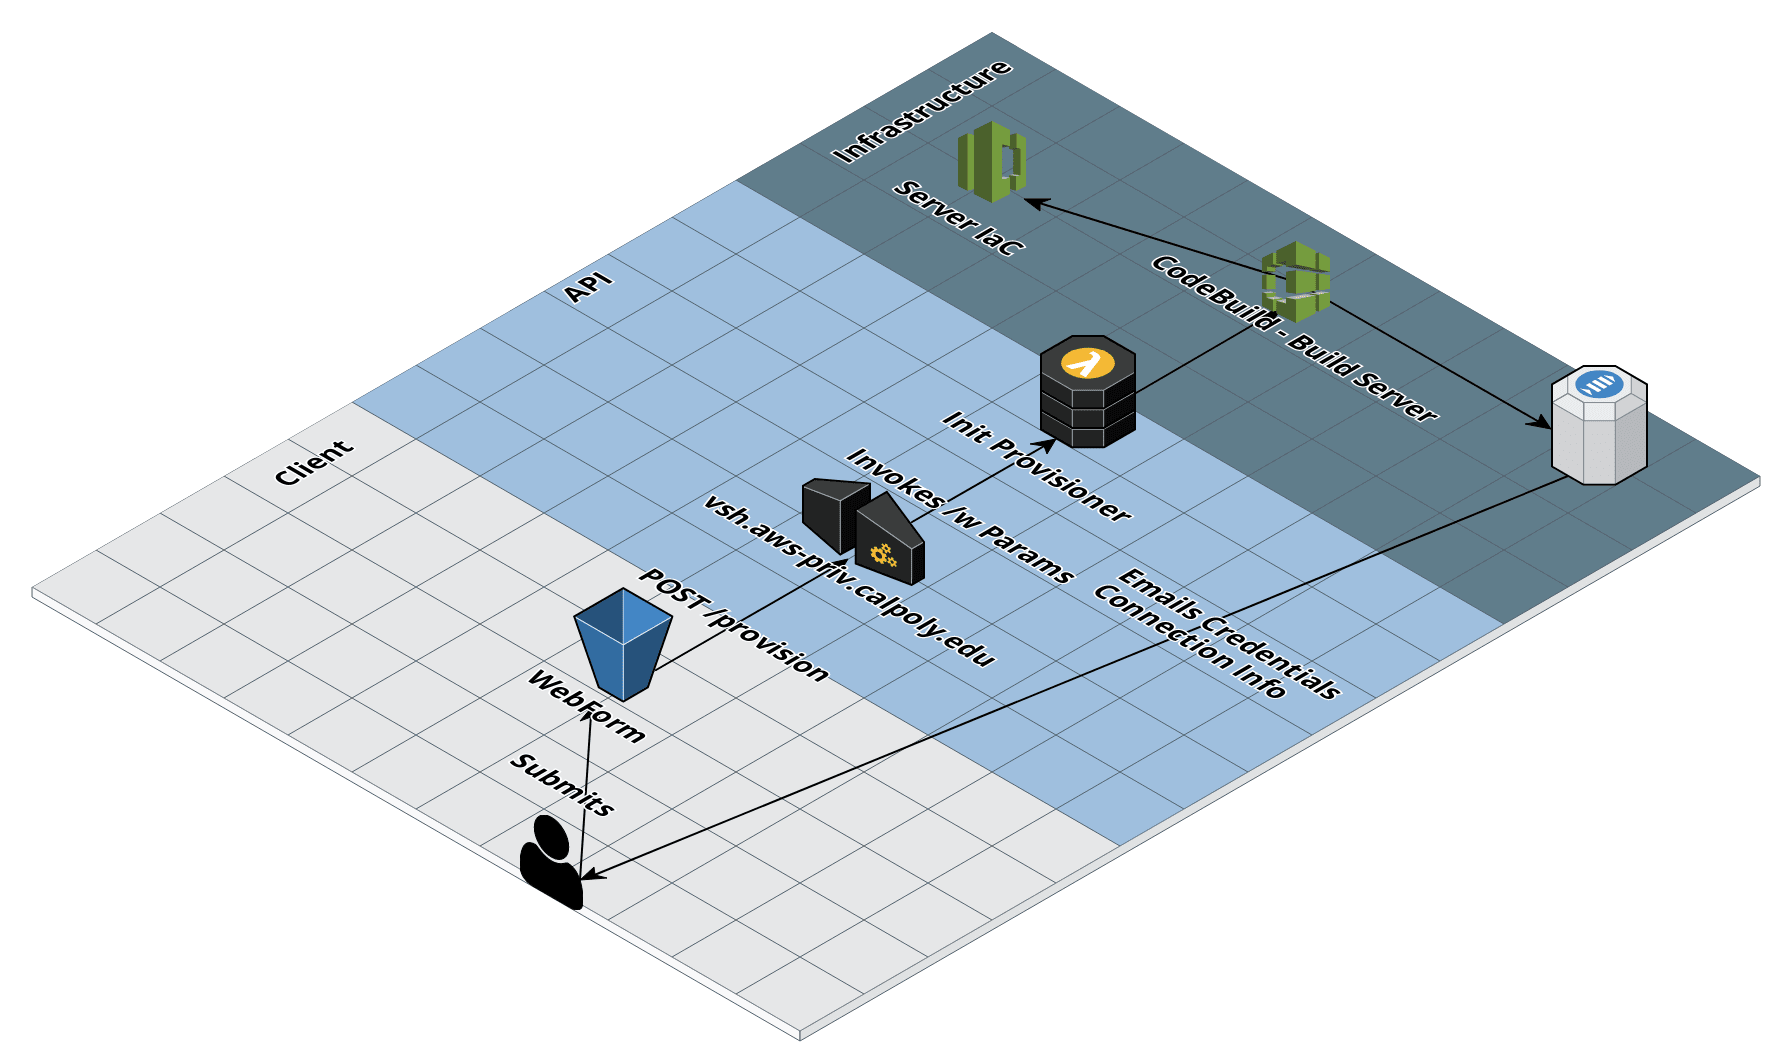 Infrastructure
Server IaC
API
CodeBuild - Build Server
Client
Init Provisioner
Invokes /w Params
vsh.aws-priv.calpoly.edu
POST /provision
Emails Credentials
Connection Info
WebForm
Submits
λ